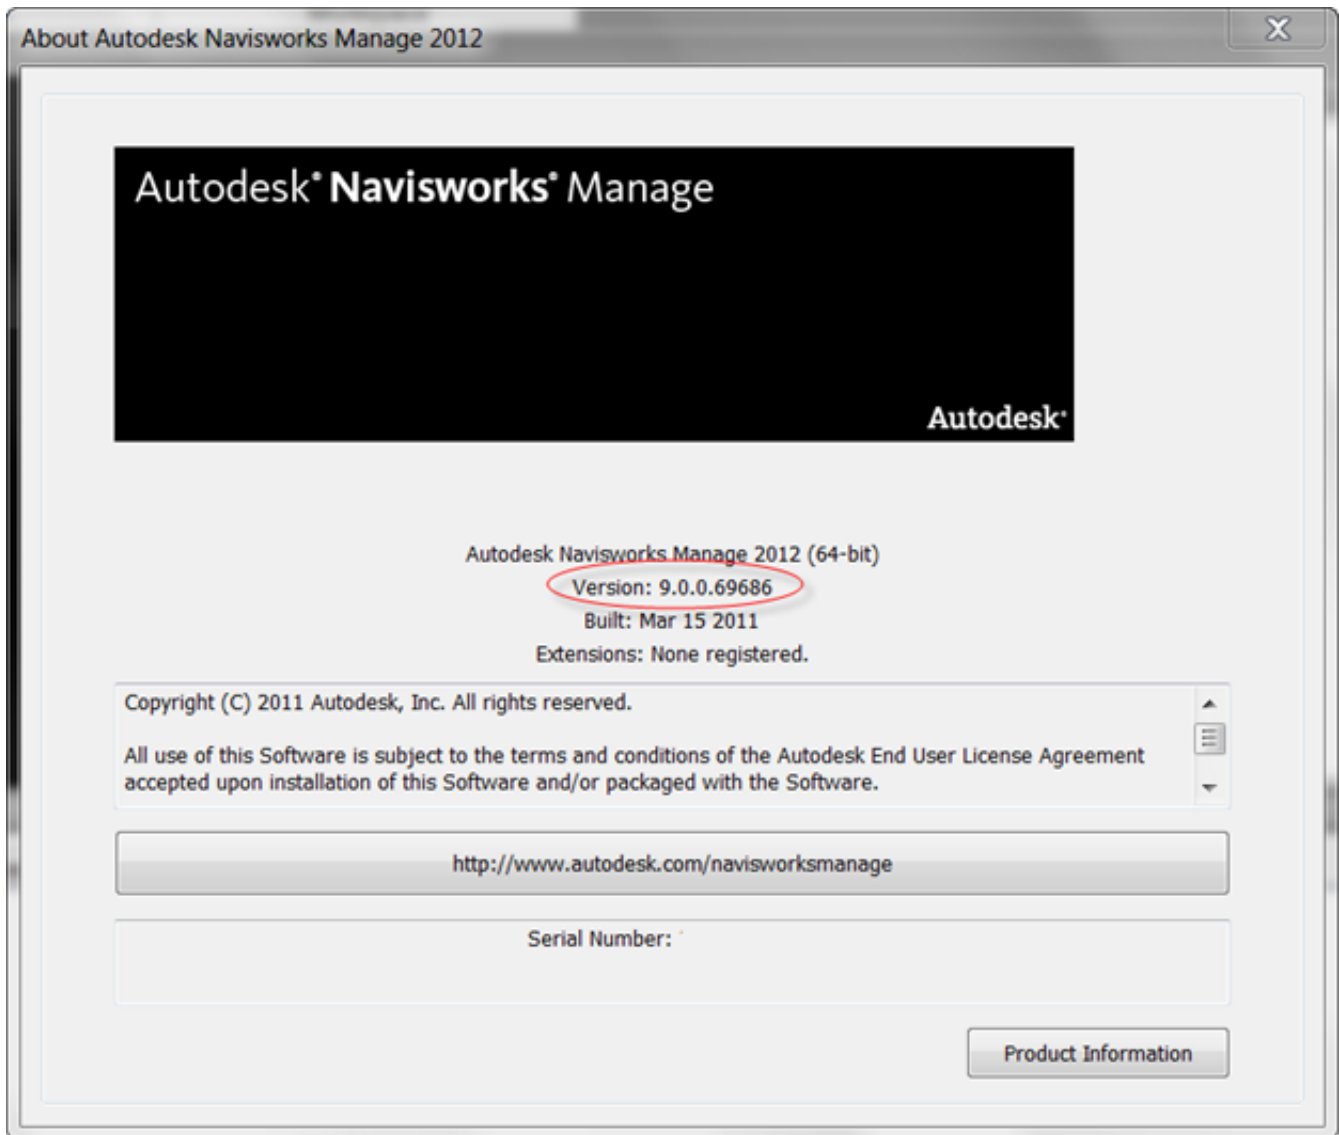 About Autodesk Navisworks Manage 2012
Autodesk® Navisworks® Manage
Autodesk®
Autodesk Navisworks Manage 2012 (64-bit)
Version: 9.0.0.69686
Built: Mar 15 2011
Extensions: None registered.
Copyright (C) 2011 Autodesk, Inc. All rights reserved.
All use of this Software is subject to the terms and conditions of the Autodesk End User License Agreement
accepted upon installation of this Software and/or packaged with the Software.
http://www.autodesk.com/navisworksmanage
Serial Number:
Product Information